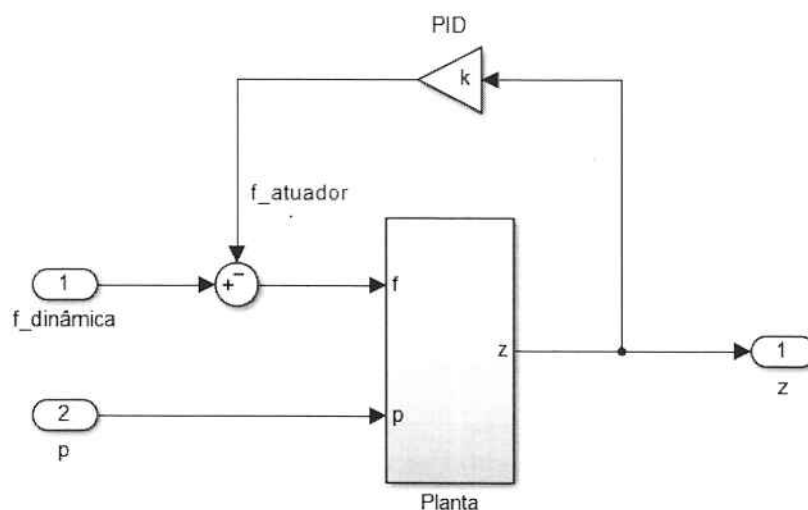 PID
k
f_atuador
1
f_dinâmica
+
−
f
z
1
z
2
p
p
Planta